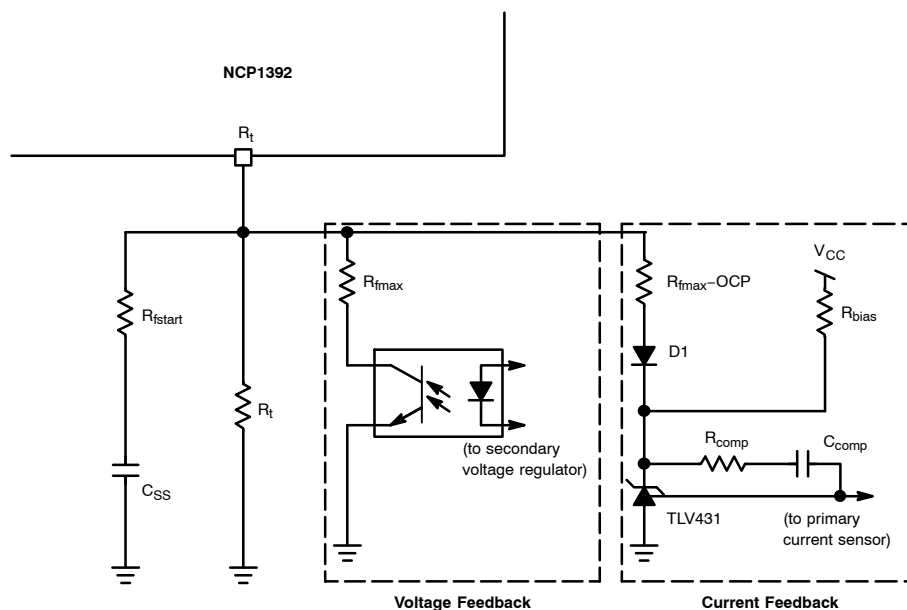 NCP1392
Rt
VCC
Rfmax
Rfmax−OCP
Rfstart
Rbias
D1
Rt
(to secondary
voltage regulator)
Rcomp
Ccomp
CSS
TLV431
(to primary
current sensor)
Voltage Feedback
Current Feedback